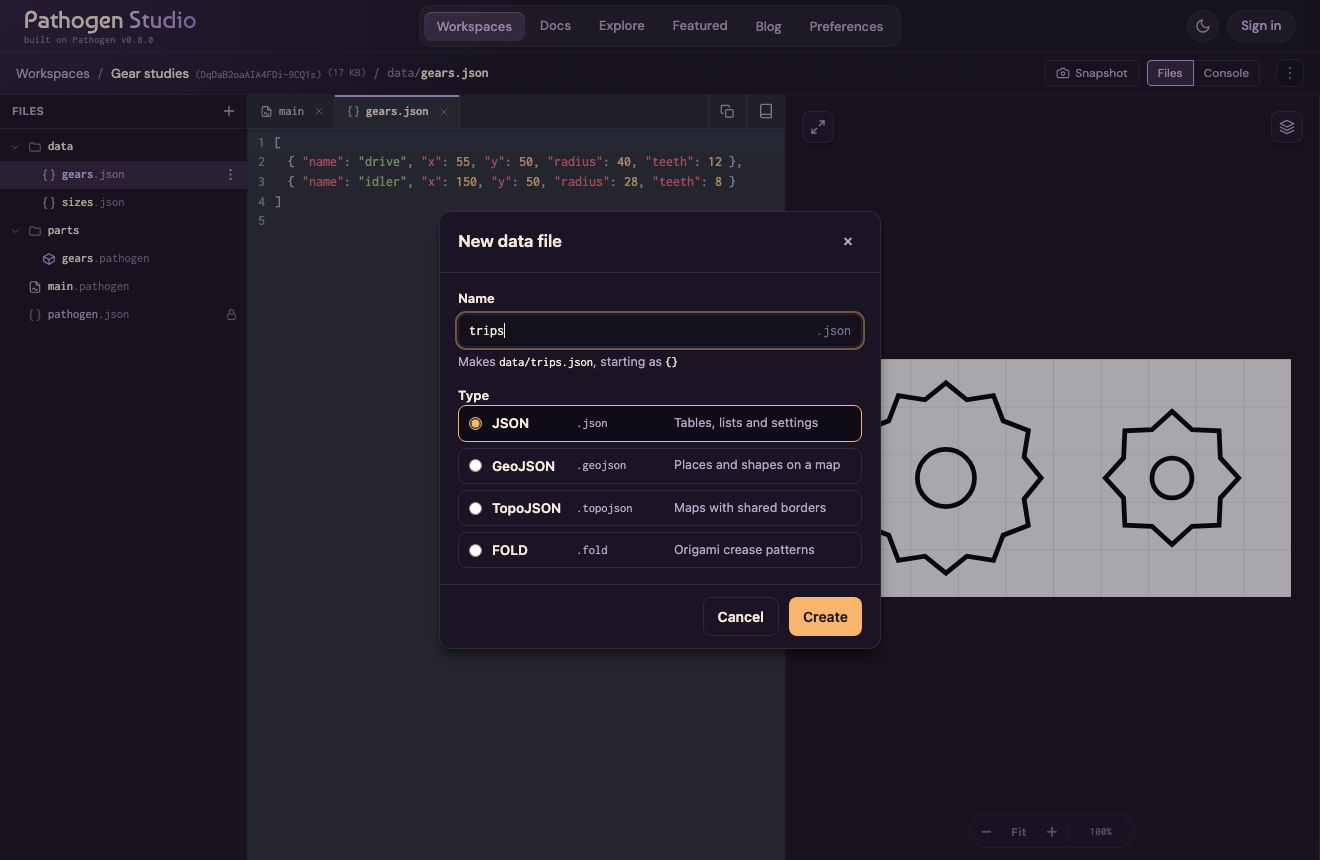 Pathogen Studio
built on Pathogen v0.8.0
Workspaces Docs Explore Featured Blog Preferences
Sign in
Workspaces / Gear studies (DqDaB2oaAIA4FDi-9CQ1s) (17 KB) / data/gears.json
Snapshot Files Console
FILES
main
{} gears.json
data
{} gears.json
{} sizes.json
parts
gears.pathogen
main.pathogen
{} pathogen.json
1 [
2 { "name": "drive", "x": 55, "y": 50, "radius": 40, "teeth": 12 },
3 { "name": "idler", "x": 150, "y": 50, "radius": 28, "teeth": 8 }
4 ]
5
New data file
Name
trips .json
Makes data/trips.json, starting as {}
Type
JSON .json Tables, lists and settings
GeoJSON .geojson Places and shapes on a map
TopoJSON .topojson Maps with shared borders
FOLD .fold Origami crease patterns
Cancel Create
Fit 100%